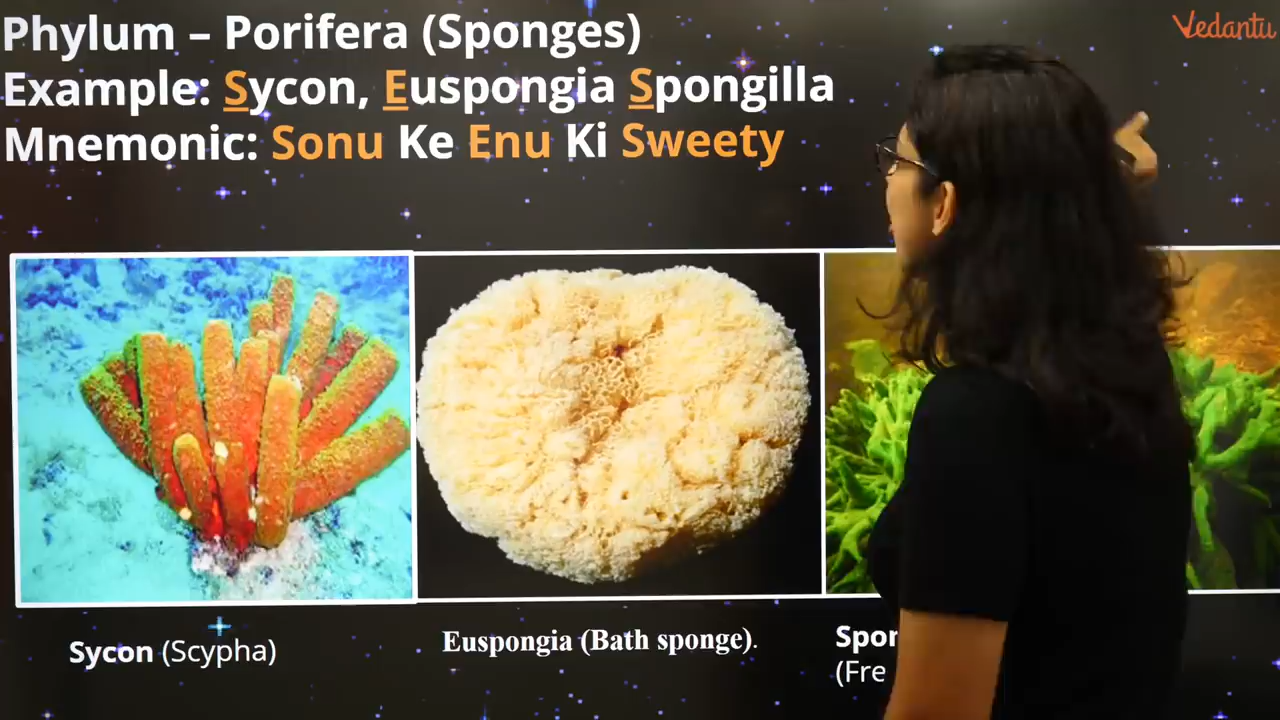 Phylum – Porifera (Sponges)
Vedantu
Example: Sycon, Euspongia Spongilla
Mnemonic: Sonu Ke Enu Ki Sweety
Sycon (Scypha)
Euspongia (Bath sponge).